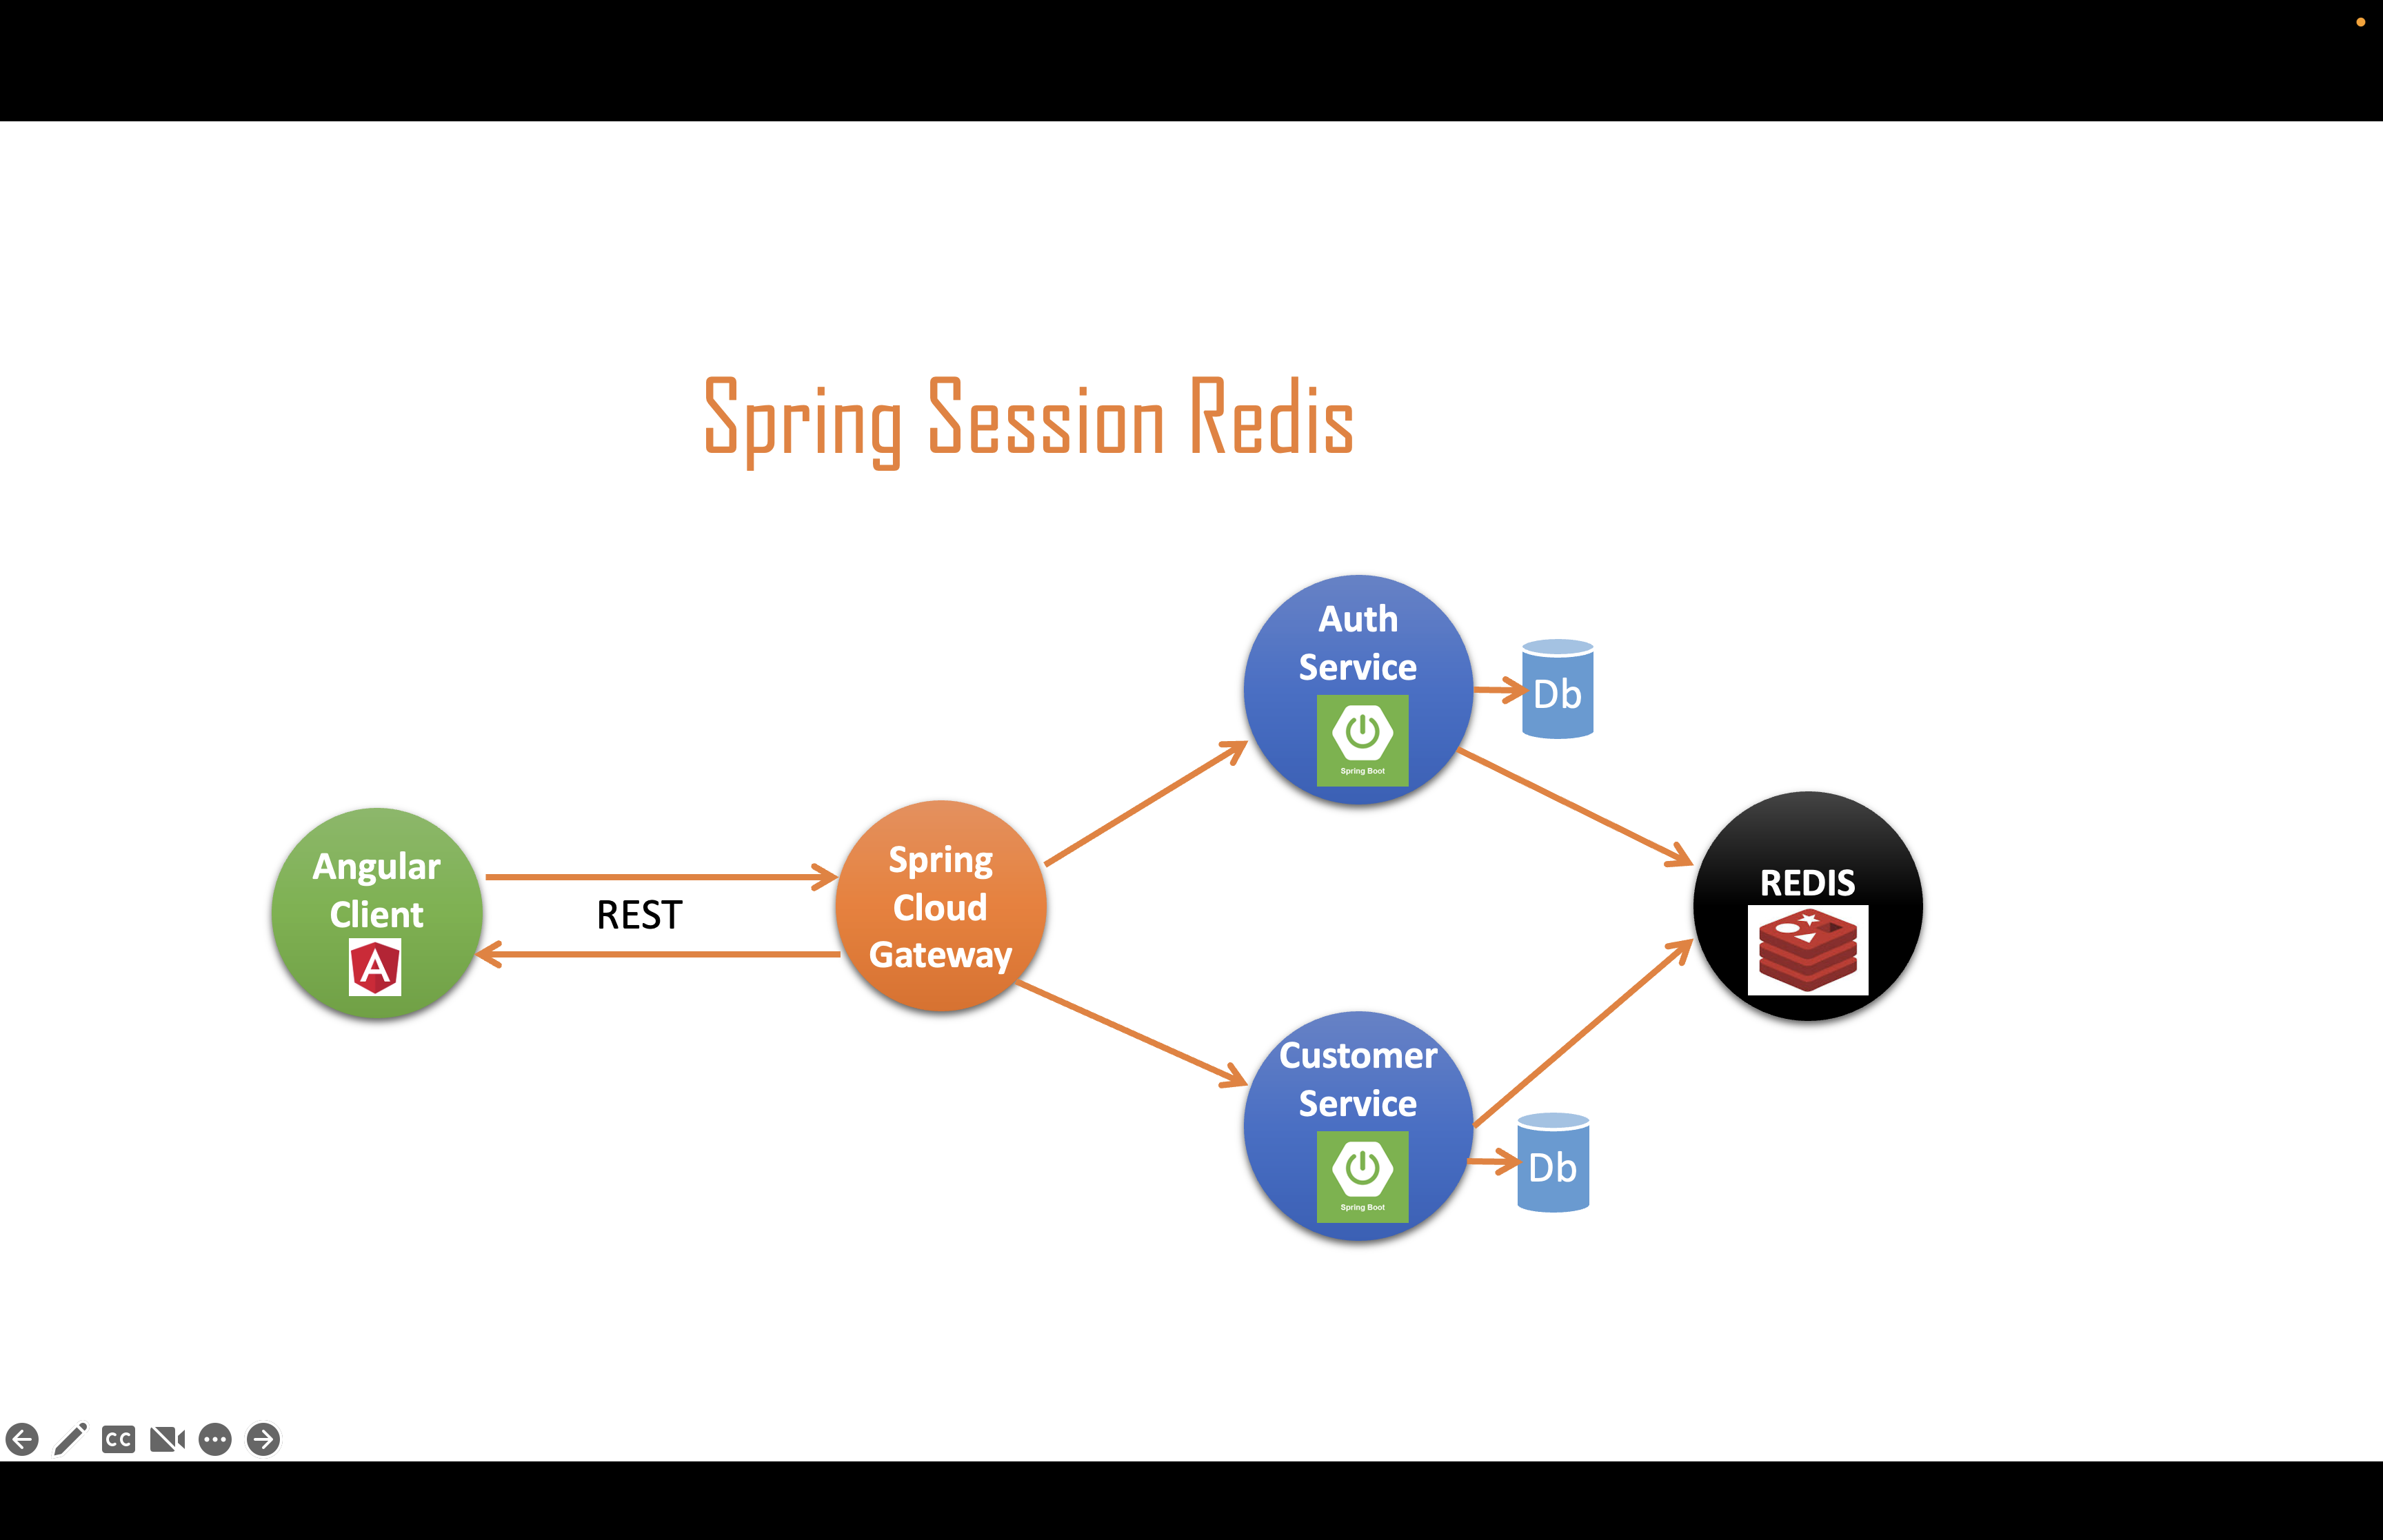 Spring Session Redis
Auth
Service
Spring Boot
Db
Angular
Client
A
REST
Spring
Cloud
Gateway
REDIS
Customer
Service
Spring Boot
Db
CC